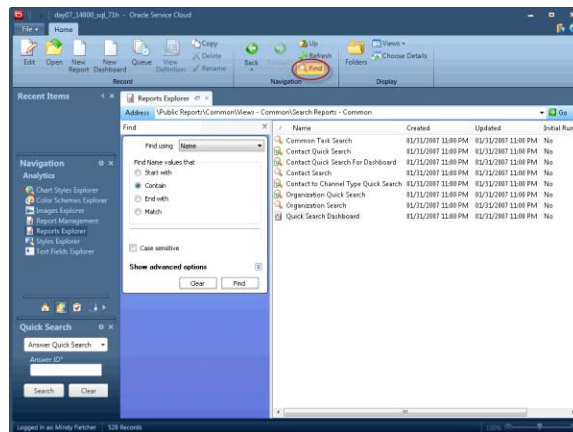 day07_14800_sql_71h - Oracle Service Cloud
File
Home
Edit
Open
New Report
New Dashboard
Queue
View Definition
Copy
Delete
Rename
Back
Up
Refresh
Find
Folders
Views
Choose Details
Record
Navigation
Display
Recent Items
Reports Explorer
Address \Public Reports\Common\Views - Common\Search Reports - Common
Go
Find
Find using Name
Find Name values that
Start with
Contain
End with
Match
Case sensitive
Show advanced options
Clear
Find
Name Created Updated Initial Run
Common Task Search 01/31/2007 11:00 PM 01/31/2007 11:00 PM No
Contact Quick Search 01/31/2007 11:00 PM 01/31/2007 11:00 PM No
Contact Quick Search For Dashboard 01/31/2007 11:00 PM 01/31/2007 11:00 PM No
Contact Search 01/31/2007 11:00 PM 01/31/2007 11:00 PM No
Contact to Channel Type Quick Search 01/31/2007 11:00 PM 01/31/2007 11:00 PM No
Organization Quick Search 01/31/2007 11:00 PM 01/31/2007 11:00 PM No
Organization Search 01/31/2007 11:00 PM 01/31/2007 11:00 PM No
Quick Search Dashboard 01/31/2007 11:00 PM 01/31/2007 11:00 PM No
Navigation
Analytics
Chart Styles Explorer
Color Schemes Explorer
Images Explorer
Report Management
Reports Explorer
Styles Explorer
Text Fields Explorer
Quick Search
Answer Quick Search
Answer ID*
Search
Clear
Logged in as: Mindy Fletcher
528 Records
100%